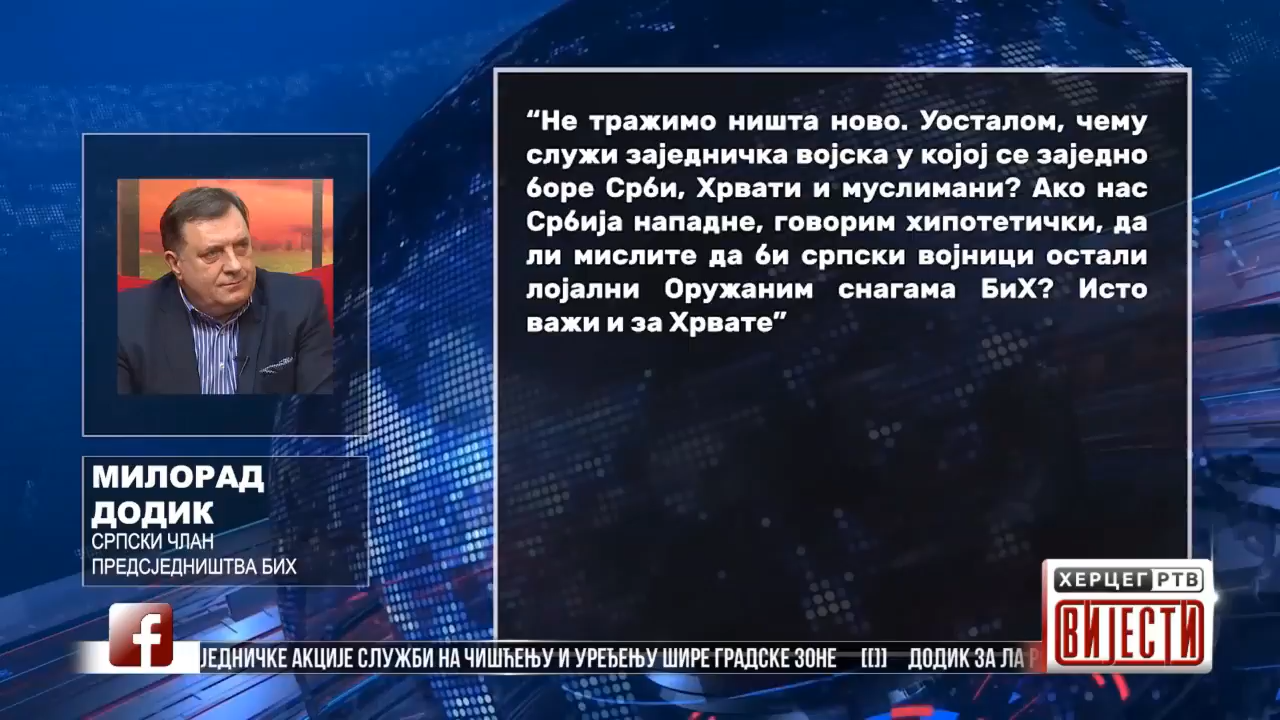 “Не тражимо ништа ново. Уосталом, чему
служи заједничка војска у којој се заједно
боре Срби, Хрвати и муслимани? Ако нас
Србија нападне, говорим хипотетички, да
ли мислите да би српски војници остали
лојални Оружаним снагама БиХ? Исто
важи и за Хрвате”
МИЛОРАД
ДОДИК
СРПСКИ ЧЛАН
ПРЕДСЈЕДНИШТВА БИХ
ХЕРЦЕГ РТВ
ВИЈЕСТИ
f
ЈЕДНИЧКЕ АКЦИЈЕ СЛУЖБИ НА ЧИШЋЕЊУ И УРЕЂЕЊУ ШИРЕ ГРАДСКЕ ЗОНЕ [[]] ДОДИК ЗА ЛА